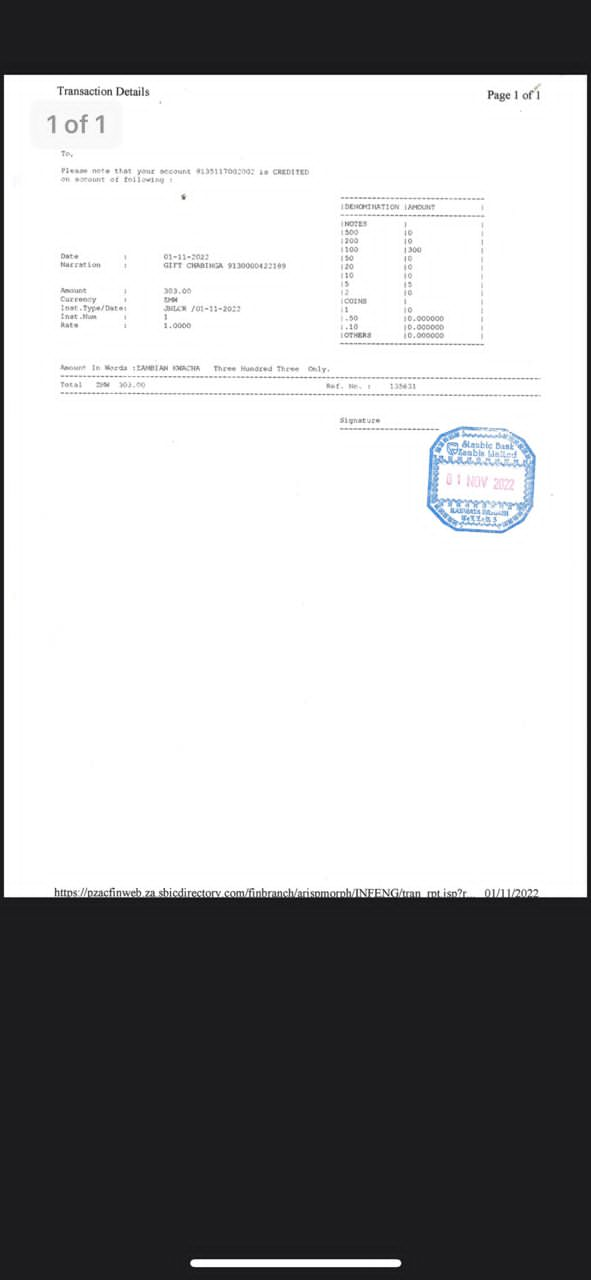 Transaction Details
Page 1 of 1
1 of 1
To,
Please note that your account 9135117002002 is CREDITED
on account of following :
|DENOMINATION |AMOUNT |
|NOTES | |
|500 |0 |
|200 |0 |
|100 |300 |
|50 |0 |
|20 |0 |
|10 |0 |
|5 |5 |
|2 |0 |
|COINS | |
|1 |0 |
|.50 |0.000000 |
|.10 |0.000000 |
|OTHERS |0.000000 |
Date : 01-11-2022
Narration : GIFT CHABINGA 9130000422189
Amount : 303.00
Currency : ZMW
Inst.Type/Date: /01-11-2022
Inst.Num : 1
Rate : 1.0000
Amount In Words :ZAMBIAN KWACHA Three Hundred Three Only.
Total ZMW 303.00 Ref. No. : 135631
Signature
Stanbic Bank
Zambia Limited
01 NOV 2022
https://pzacfinweb.za.sbicdirectory.com/finbranch/arjspmorph/INFENG/tran_rpt.jsp?r... 01/11/2022